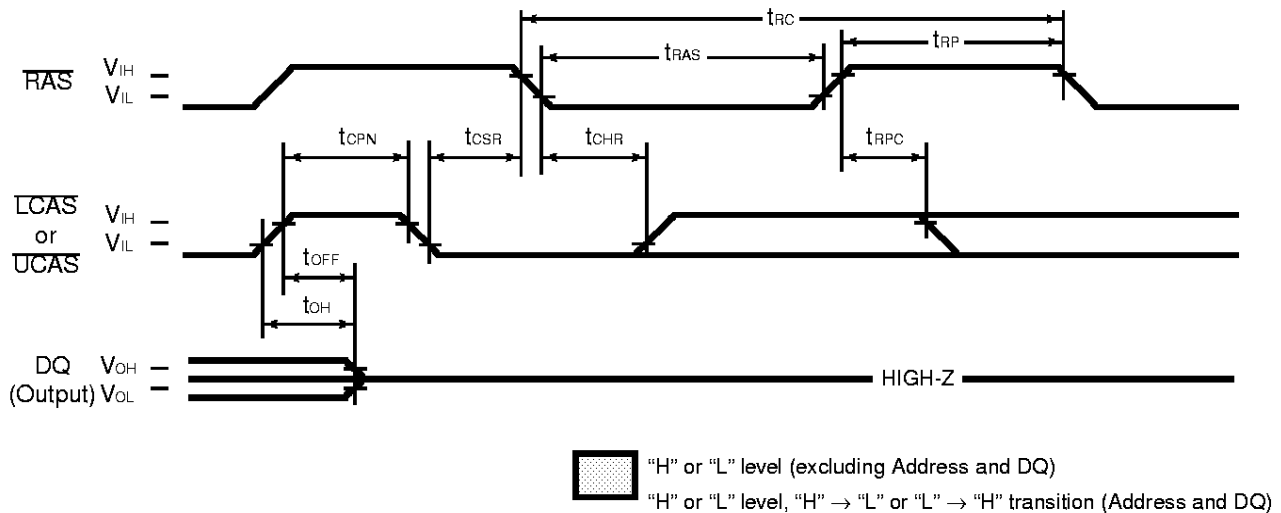 tRC
tRAS
tRP
RAS
VIH
VIL
tCPN
tCSR
tCHR
tRPC
LCAS
or
UCAS
VIH
VIL
tOFF
tOH
DQ
(Output)
VOH
VOL
HIGH-Z
“H” or “L” level (excluding Address and DQ)
“H” or “L” level, “H” → “L” or “L” → “H” transition (Address and DQ)